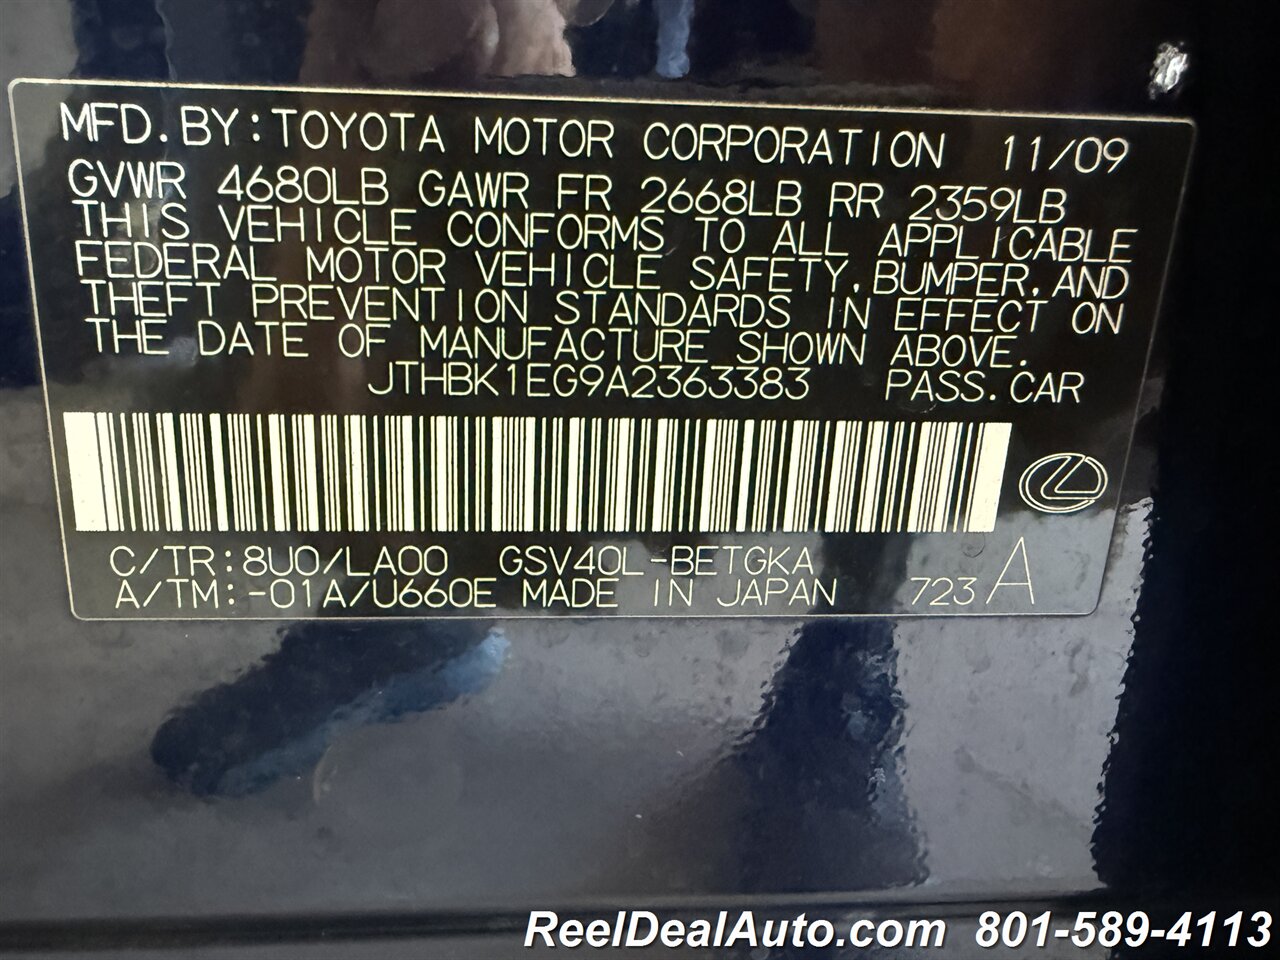 MFD. BY: TOYOTA MOTOR CORPORATION 11/09
GVWR 4680LB GAWR FR 2668LB RR 2359LB
THIS VEHICLE CONFORMS TO ALL APPLICABLE
FEDERAL MOTOR VEHICLE SAFETY, BUMPER, AND
THEFT PREVENTION STANDARDS IN EFFECT ON
THE DATE OF MANUFACTURE SHOWN ABOVE.
JTHBK1EG9A2363383 PASS. CAR
C/TR: 8U0/LA00 GSV40L-BETGKA
A/TM: -01A/U660E MADE IN JAPAN 723 A
ReelDealAuto.com 801-589-4113